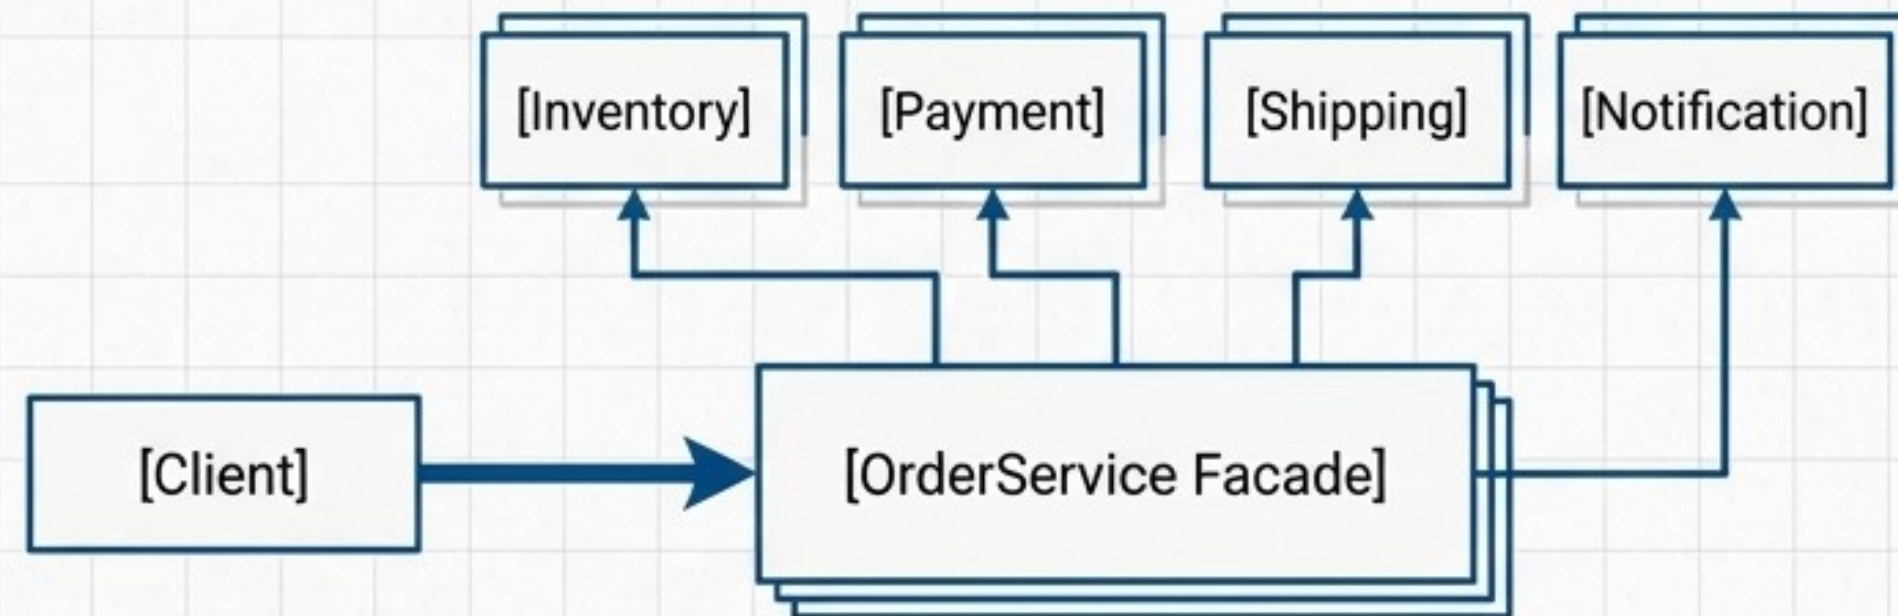 [Inventory]
[Payment]
[Shipping]
[Notification]
[Client]
[OrderService Facade]